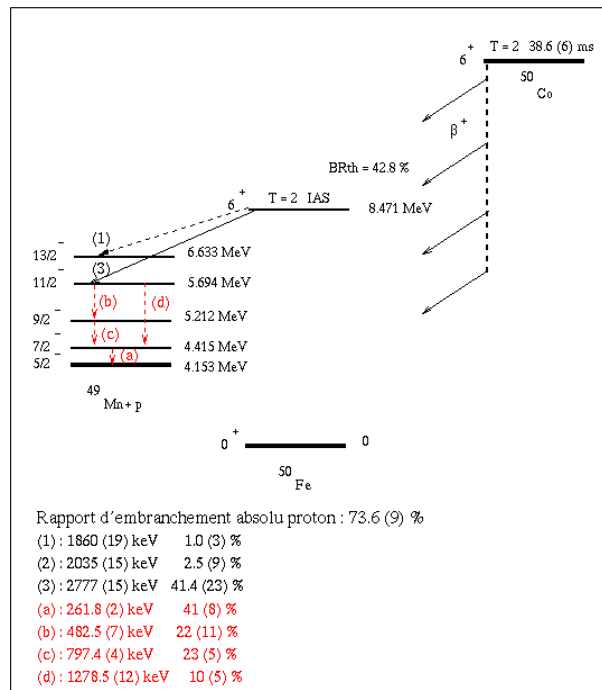 6 + T = 2 38.6 (6) ms
50
Co
β +
BRth = 42.8 %
6 + T = 2 IAS
8.471 MeV
(1)
13/2 - 6.633 MeV
(3)
11/2 - 5.694 MeV
(b) (d)
9/2 - 5.212 MeV
(c)
7/2 - 4.415 MeV
(a)
5/2 - 4.153 MeV
49
Mn + p
0 + 0
50
Fe
Rapport d'embranchement absolu proton : 73.6 (9) %
(1) : 1860 (19) keV 1.0 (3) %
(2) : 2035 (15) keV 2.5 (9) %
(3) : 2777 (15) keV 41.4 (23) %
(a) : 261.8 (2) keV 41 (8) %
(b) : 482.5 (7) keV 22 (11) %
(c) : 797.4 (4) keV 23 (5) %
(d) : 1278.5 (12) keV 10 (5) %